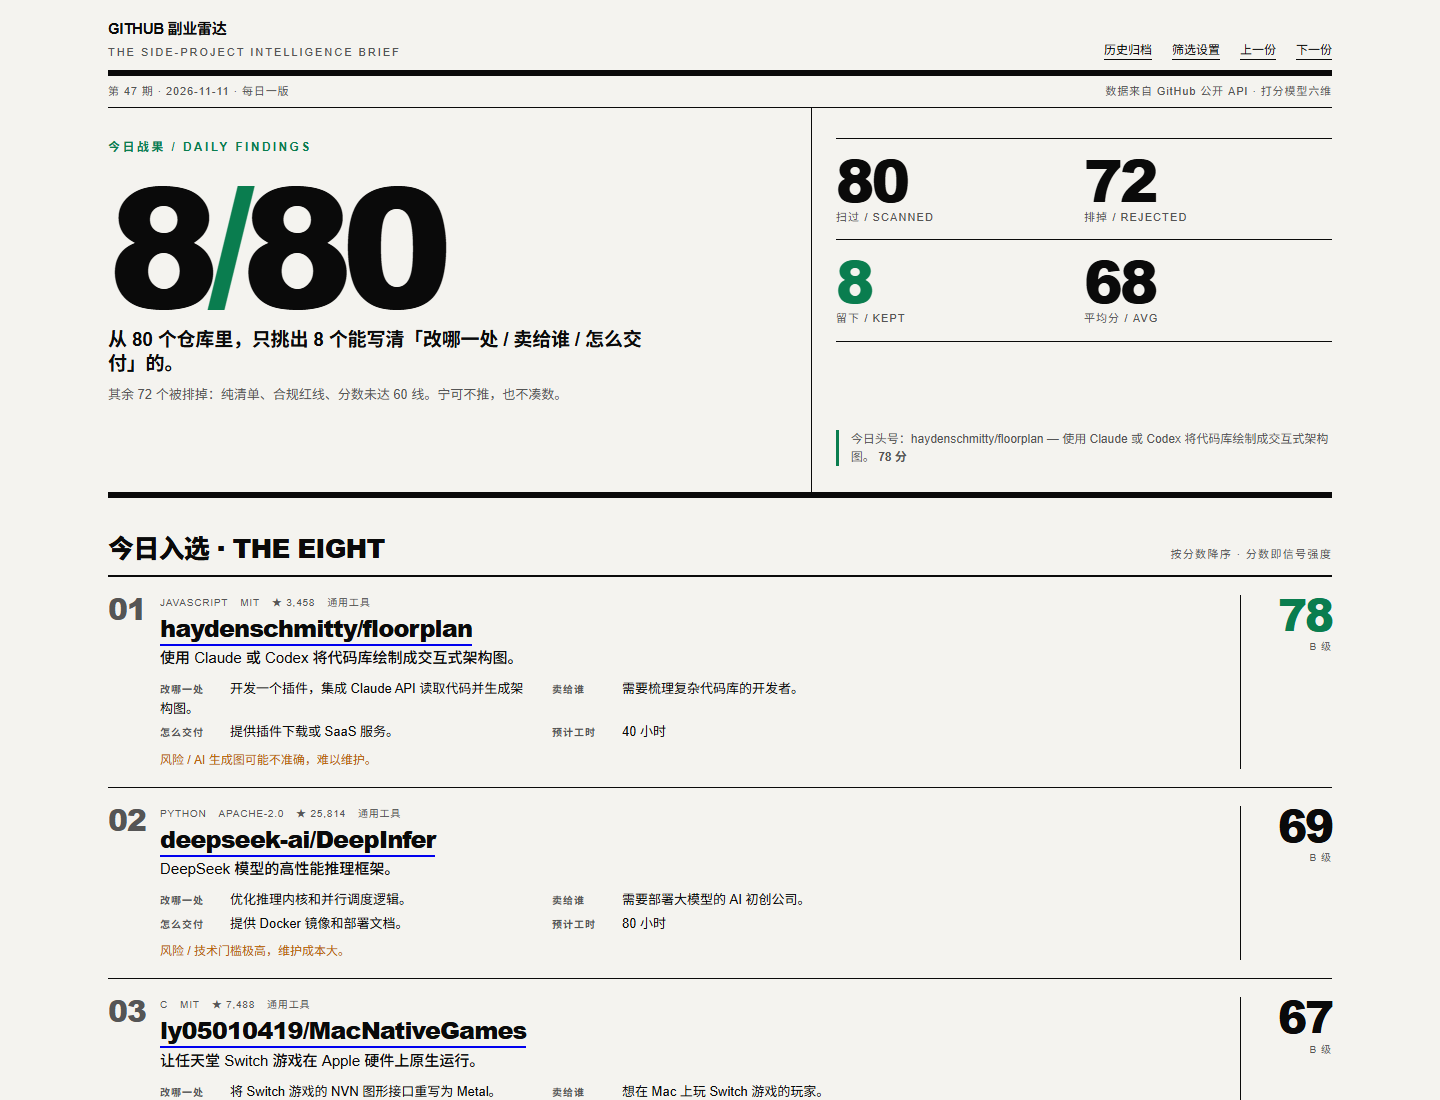 GITHUB 副业雷达
THE SIDE-PROJECT INTELLIGENCE BRIEF
历史归档 筛选设置 上一份 下一份
第 47 期 · 2026-11-11 · 每日一版
数据来自 GitHub 公开 API · 打分模型六维
今日战果 / DAILY FINDINGS
8/80
从 80 个仓库里，只挑出 8 个能写清「改哪一处 / 卖给谁 / 怎么交
付」的。
其余 72 个被排掉：纯清单、合规红线、分数未达 60 线。宁可不推，也不凑数。
80
扫过 / SCANNED
72
排掉 / REJECTED
8
留下 / KEPT
68
平均分 / AVG
今日头号：haydenschmitty/floorplan — 使用 Claude 或 Codex 将代码库绘制成交互式架构
图。 78 分
今日入选 · THE EIGHT
按分数降序 · 分数即信号强度
01
JAVASCRIPT MIT ★ 3,458 通用工具
haydenschmitty/floorplan
使用 Claude 或 Codex 将代码库绘制成交互式架构图。
改哪一处 开发一个插件，集成 Claude API 读取代码并生成架
构图。
卖给谁 需要梳理复杂代码库的开发者。
怎么交付 提供插件下载或 SaaS 服务。
预计工时 40 小时
风险 / AI 生成图可能不准确，难以维护。
78
B 级
02
PYTHON APACHE-2.0 ★ 25,814 通用工具
deepseek-ai/DeepInfer
DeepSeek 模型的高性能推理框架。
改哪一处 优化推理内核和并行调度逻辑。
卖给谁 需要部署大模型的 AI 初创公司。
怎么交付 提供 Docker 镜像和部署文档。
预计工时 80 小时
风险 / 技术门槛极高，维护成本大。
69
B 级
03
C MIT ★ 7,488 通用工具
ly05010419/MacNativeGames
让任天堂 Switch 游戏在 Apple 硬件上原生运行。
改哪一处 将 Switch 游戏的 NVN 图形接口重写为 Metal。
卖给谁 想在 Mac 上玩 Switch 游戏的玩家。
67
B 级